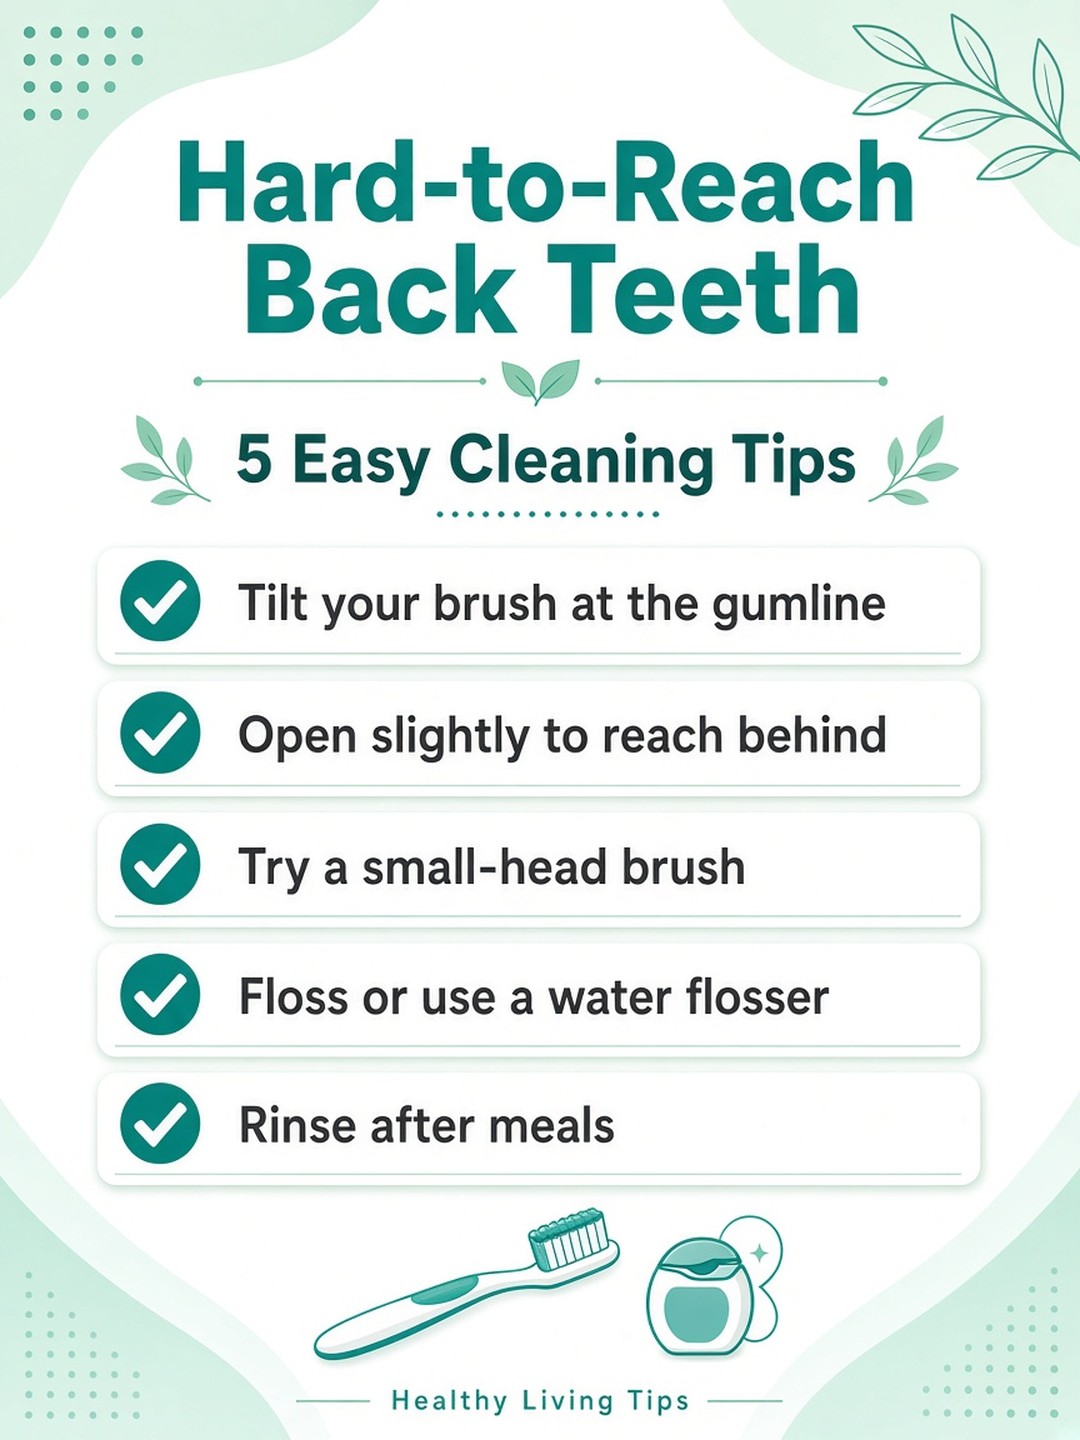 Hard-to-Reach
Back Teeth
5 Easy Cleaning Tips
Tilt your brush at the gumline
Open slightly to reach behind
Try a small-head brush
Floss or use a water flosser
Rinse after meals
Healthy Living Tips